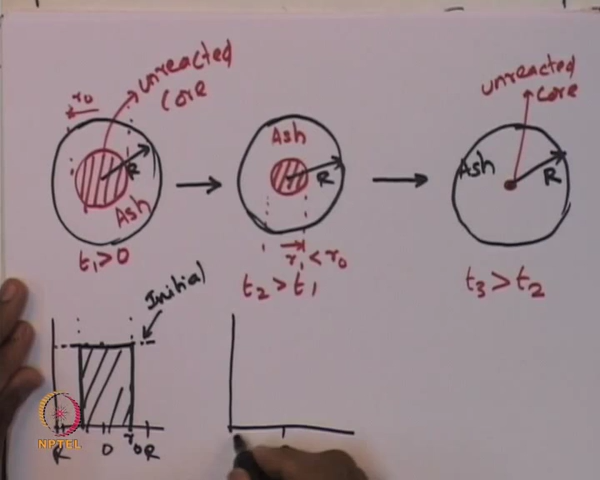 r0
unreacted
core
R
Ash
t1 > 0
Ash
R
r1 < r0
t2 > t1
unreacted
core
Ash
R
t3 > t2
Initial
R 0 r0 R
NPTEL